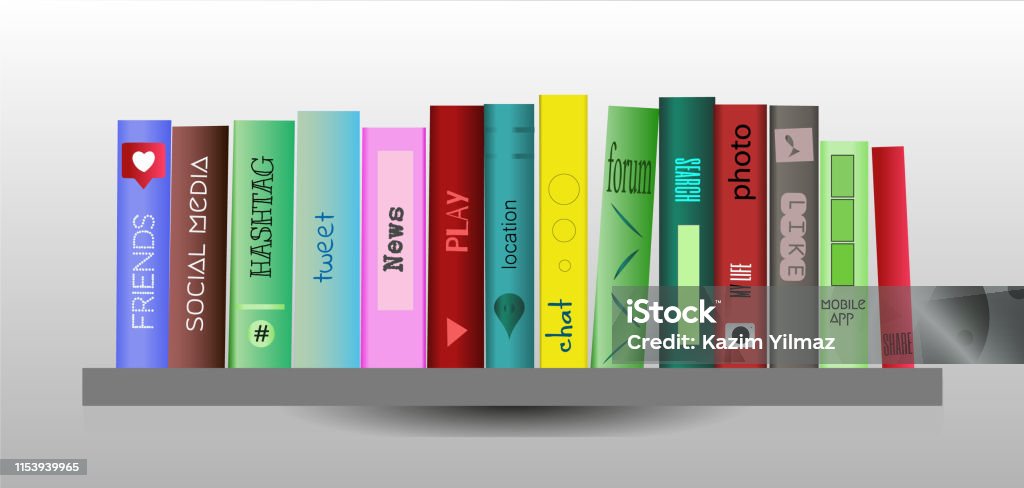 FRIENDS
SOCIAL MEDIA
HASHTAG
#
tweet
News
PLAY
location
chat
forum
SEARCH
photo
MY LIFE
LIKE
MOBILE
APP
SHARE
iStock™
Credit: Kazim Yilmaz
1153939965